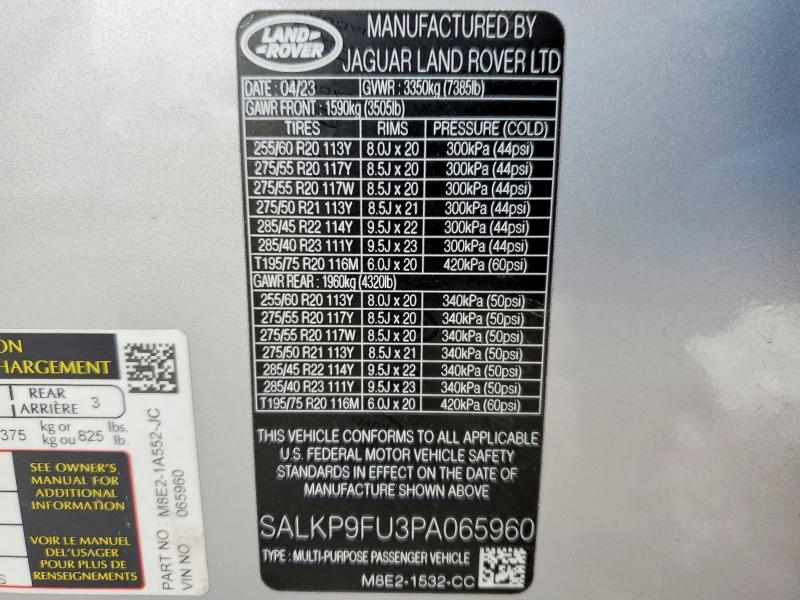 LAND
ROVER
MANUFACTURED BY
JAGUAR LAND ROVER LTD
DATE : 04/23 GVWR : 3350kg (7385lb)
GAWR FRONT : 1590kg (3505lb)
TIRES RIMS PRESSURE (COLD)
255/60 R20 113Y 8.0J x 20 300kPa (44psi)
275/55 R20 117Y 8.5J x 20 300kPa (44psi)
275/55 R20 117W 8.5J x 20 300kPa (44psi)
275/50 R21 113Y 8.5J x 21 300kPa (44psi)
285/45 R22 114Y 9.5J x 22 300kPa (44psi)
285/40 R23 111Y 9.5J x 23 300kPa (44psi)
T195/75 R20 116M 6.0J x 20 420kPa (60psi)
GAWR REAR : 1960kg (4320lb)
255/60 R20 113Y 8.0J x 20 340kPa (50psi)
275/55 R20 117Y 8.5J x 20 340kPa (50psi)
275/55 R20 117W 8.5J x 20 340kPa (50psi)
275/50 R21 113Y 8.5J x 21 340kPa (50psi)
285/45 R22 114Y 9.5J x 22 340kPa (50psi)
285/40 R23 111Y 9.5J x 23 340kPa (50psi)
T195/75 R20 116M 6.0J x 20 420kPa (60psi)
THIS VEHICLE CONFORMS TO ALL APPLICABLE
U.S. FEDERAL MOTOR VEHICLE SAFETY
STANDARDS IN EFFECT ON THE DATE OF
MANUFACTURE SHOWN ABOVE
SALKP9FU3PA065960
TYPE : MULTI-PURPOSE PASSENGER VEHICLE
M8E2-1532-CC
ON
HARGEMENT
REAR
ARRIÈRE 3
375 kg or 825 lbs.
kg ou lb.
SEE OWNER'S
MANUAL FOR
ADDITIONAL
INFORMATION
VOIR LE MANUEL
DEL'USAGER
POUR PLUS DE
RENSEIGNEMENTS
PART NO : M8E2-1A552-JC
VIN NO : 065960